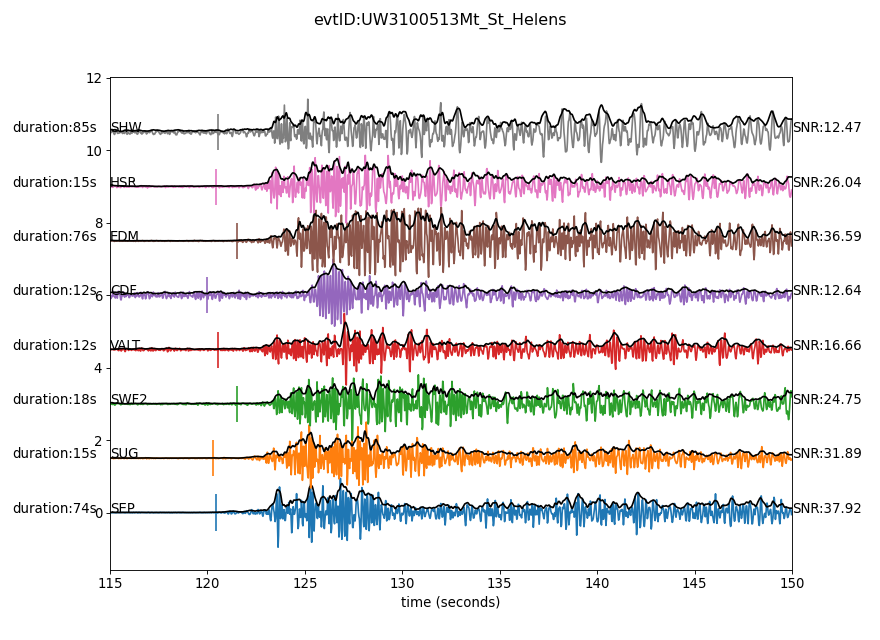 evtID:UW3100513Mt_St_Helens
12
duration:85s SHW SNR:12.47
10
duration:15s HSR SNR:26.04
8
duration:76s EDM SNR:36.59
duration:12s CDF SNR:12.64
6
duration:12s VALT SNR:16.66
4
duration:18s SWF2 SNR:24.75
2
duration:15s SUG SNR:31.89
duration:74s SEP SNR:37.92
0
115 120 125 130 135 140 145 150
time (seconds)